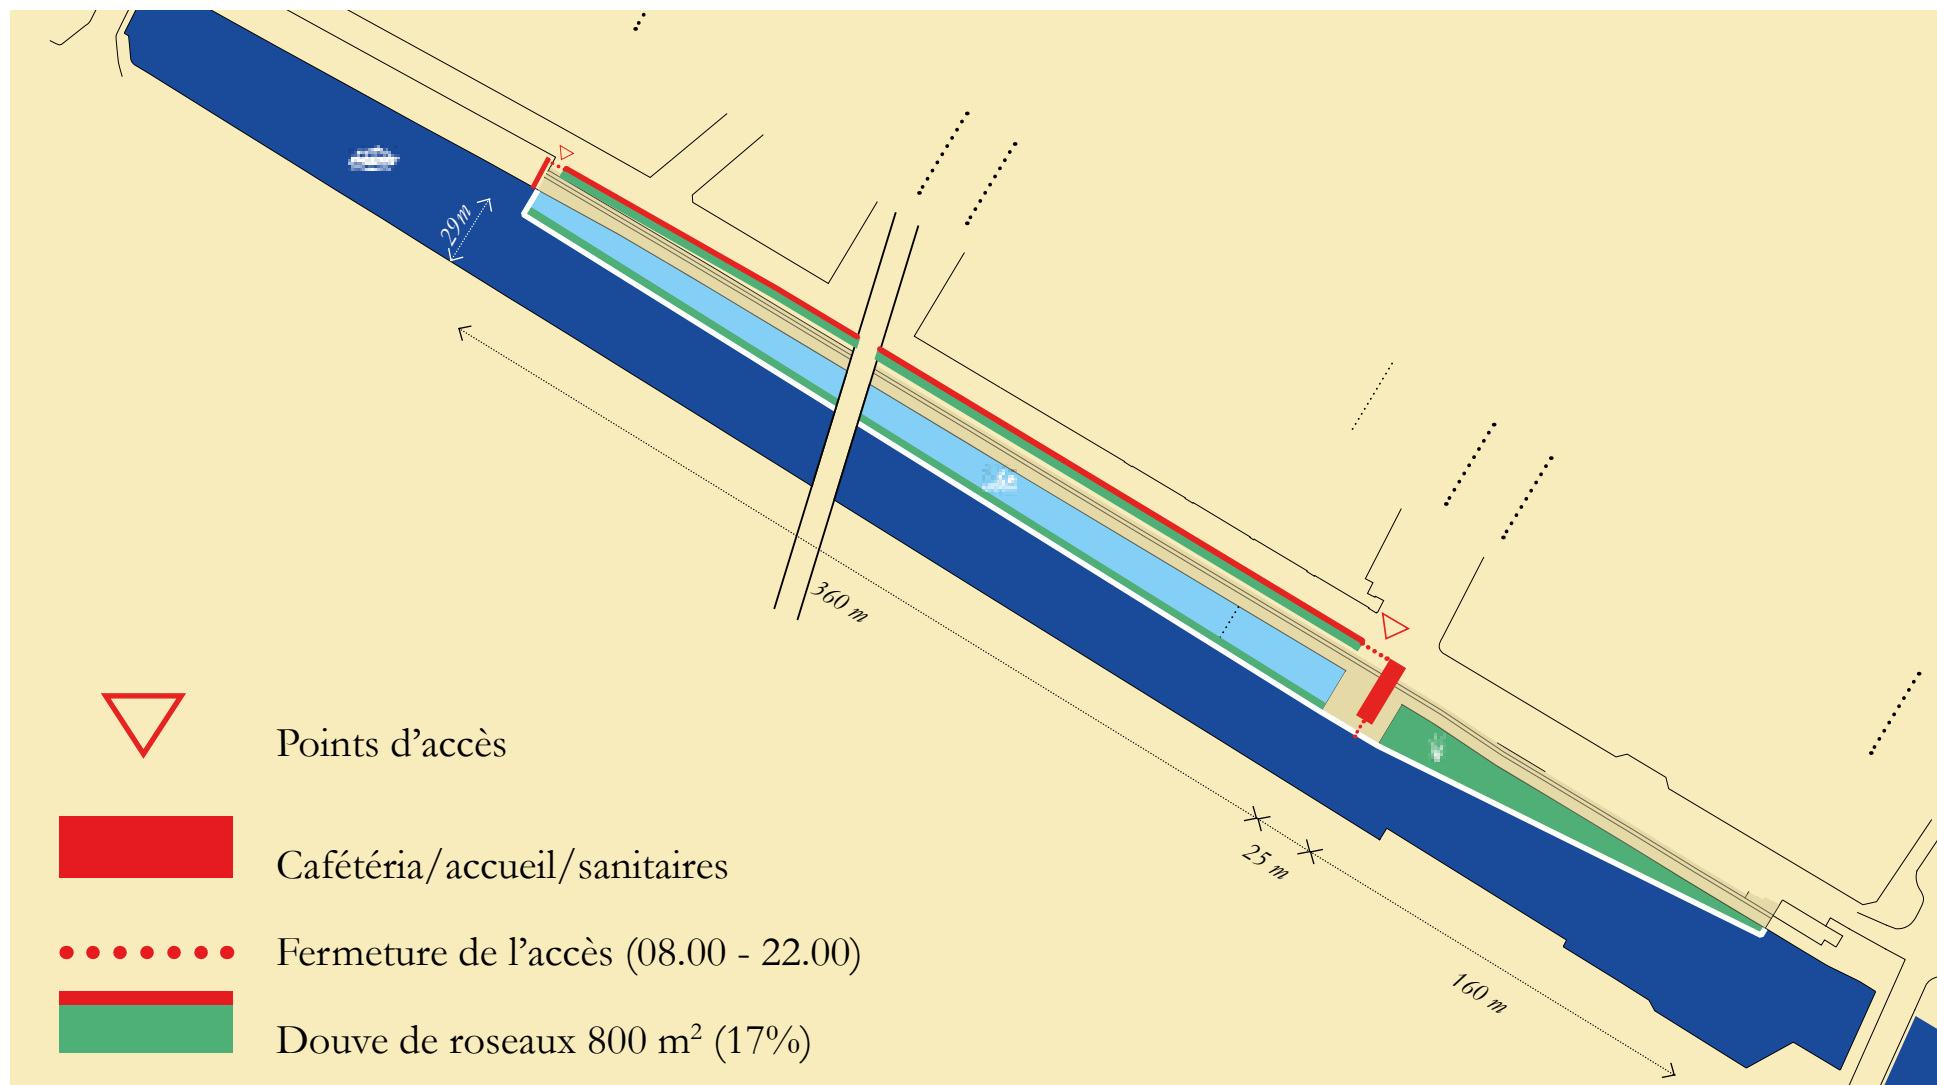 29m
360 m
25 m
160 m
Points d’accès
Cafétéria/accueil/sanitaires
Fermeture de l’accès (08.00 - 22.00)
Douve de roseaux 800 m² (17%)